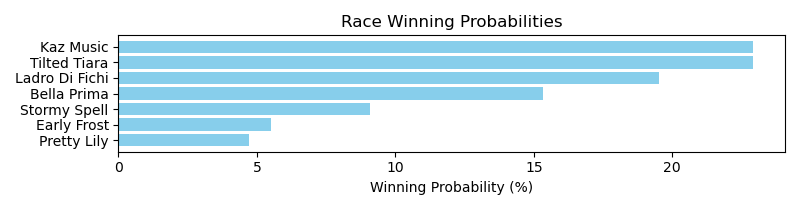 Race Winning Probabilities
Kaz Music
Tilted Tiara
Ladro Di Fichi
Bella Prima
Stormy Spell
Early Frost
Pretty Lily
0 5 10 15 20
Winning Probability (%)